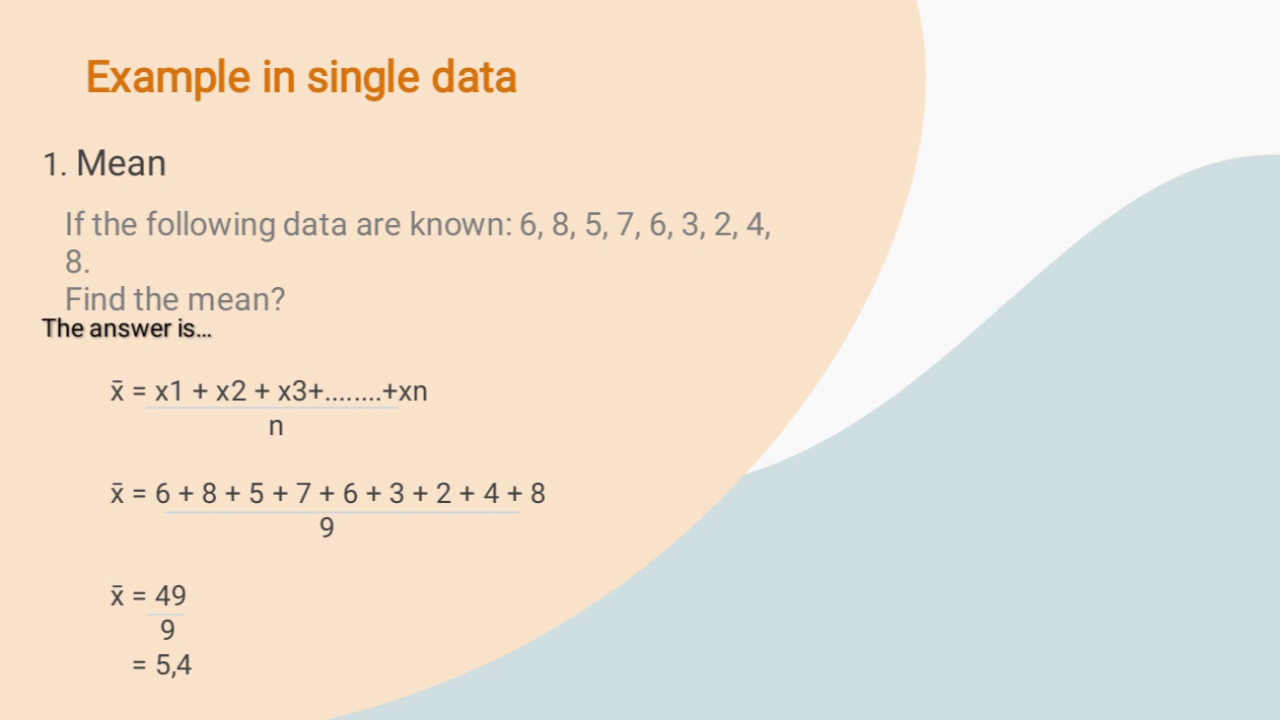 Example in single data
1. Mean
If the following data are known: 6, 8, 5, 7, 6, 3, 2, 4,
8.
Find the mean?
The answer is...
x̄ = x1 + x2 + x3+........+xn
n
x̄ = 6 + 8 + 5 + 7 + 6 + 3 + 2 + 4 + 8
9
x̄ = 49
9
= 5,4